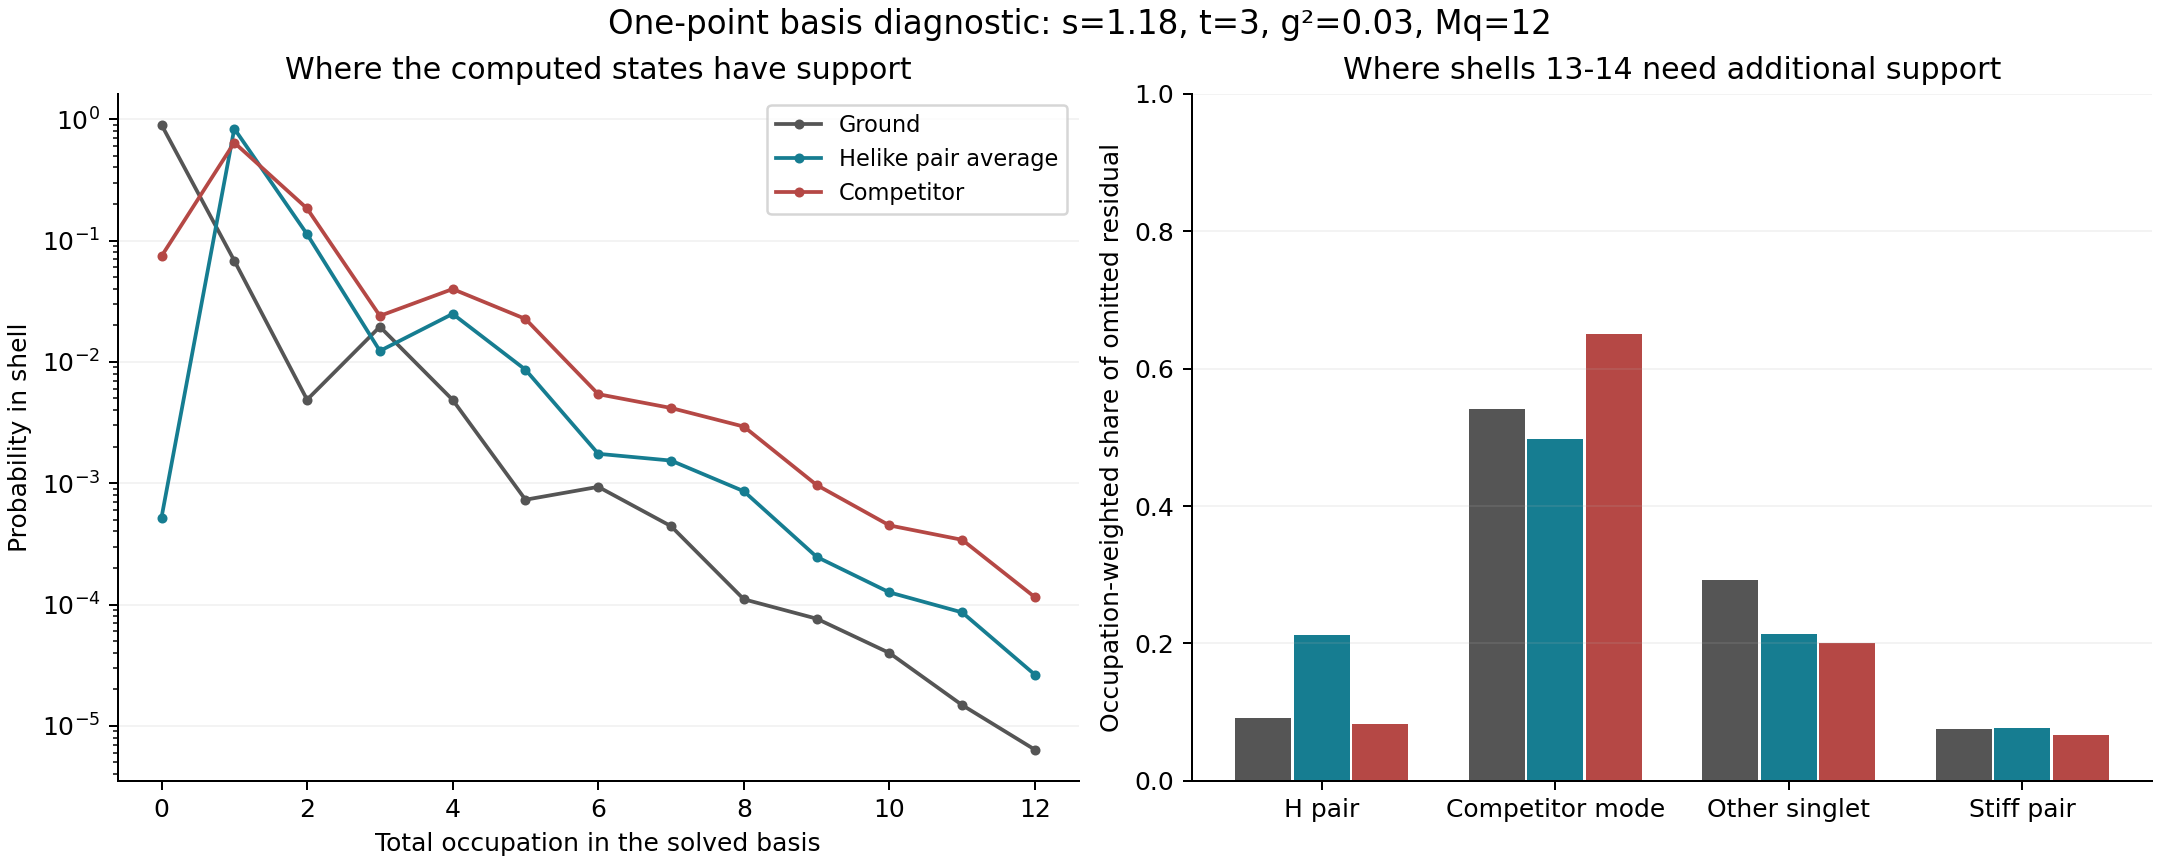 One-point basis diagnostic: s=1.18, t=3, g²=0.03, Mq=12
Where the computed states have support
Probability in shell
10⁰
10⁻¹
10⁻²
10⁻³
10⁻⁴
10⁻⁵
Ground
Helike pair average
Competitor
0 2 4 6 8 10 12
Total occupation in the solved basis
Where shells 13-14 need additional support
Occupation-weighted share of omitted residual
1.0
0.8
0.6
0.4
0.2
0.0
H pair Competitor mode Other singlet Stiff pair